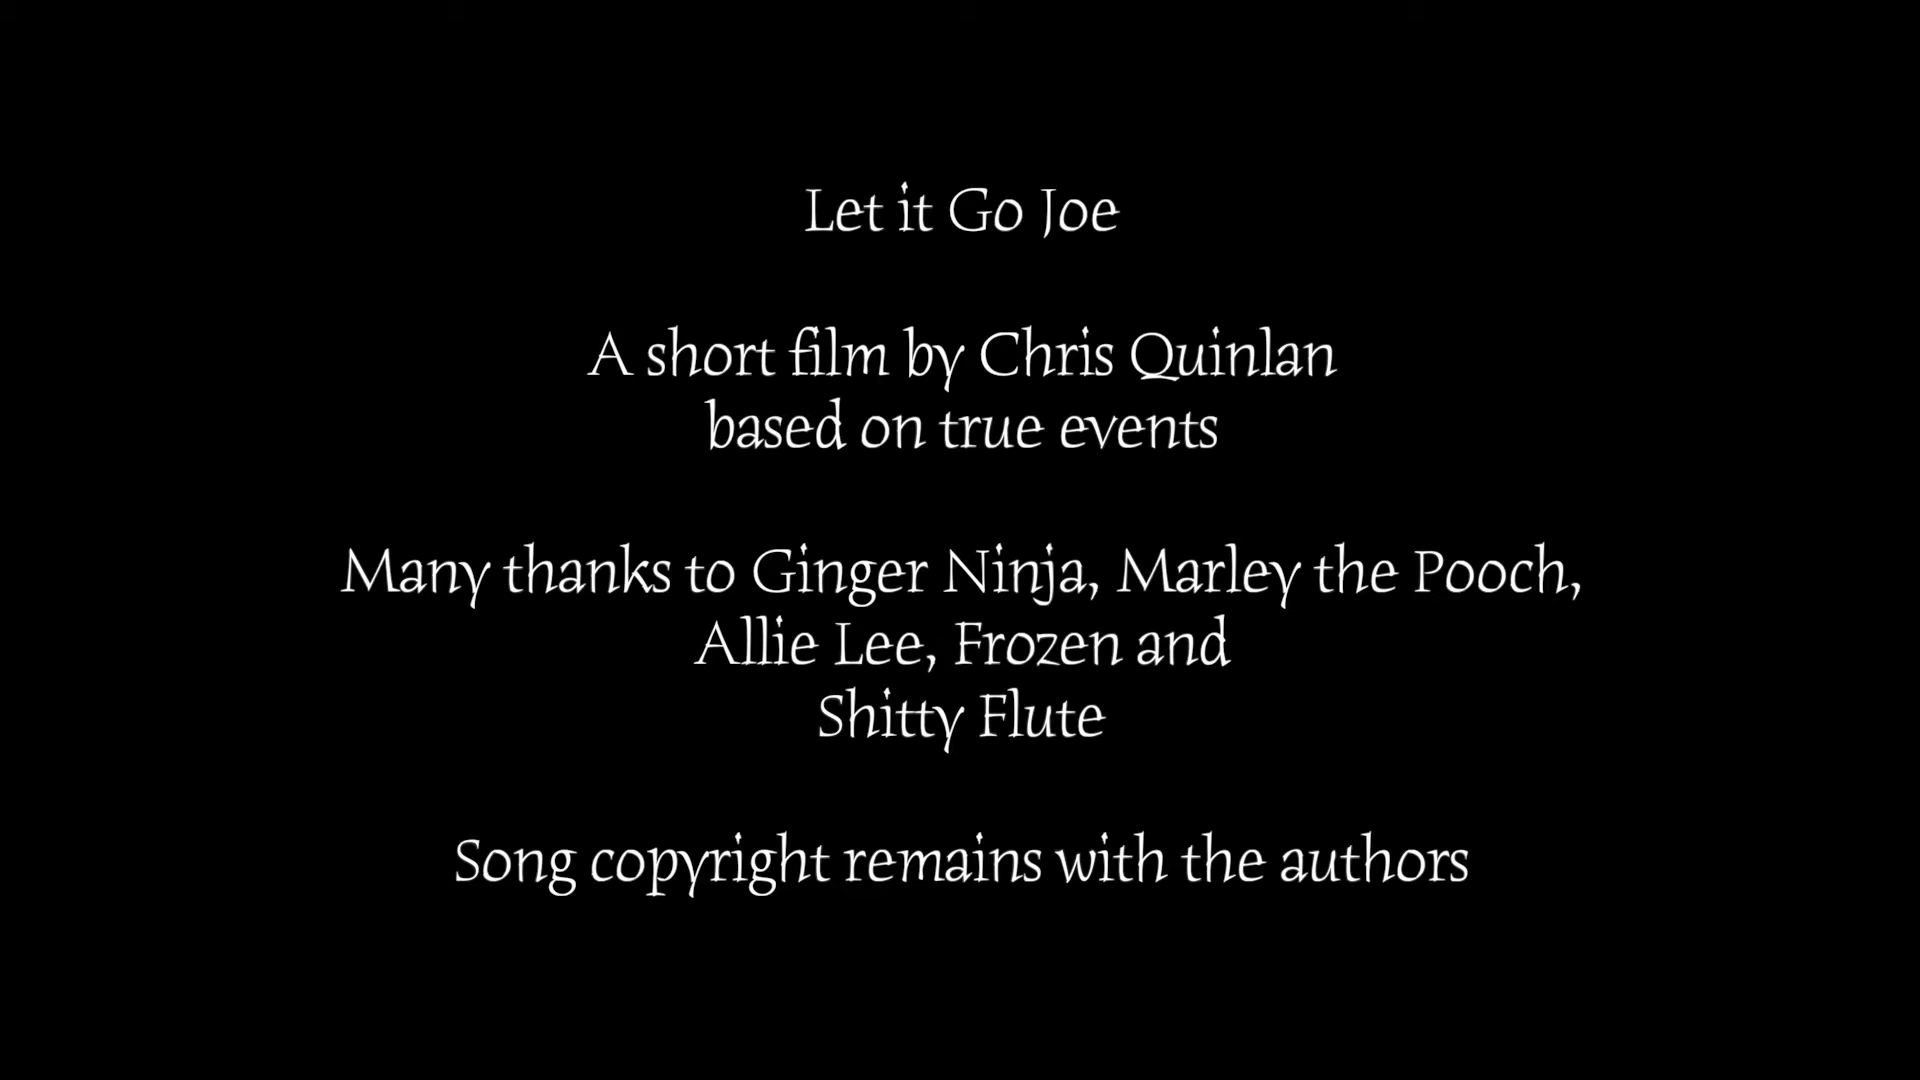 Let it Go Joe
A short film by Chris Quinlan
based on true events
Many thanks to Ginger Ninja, Marley the Pooch,
Allie Lee, Frozen and
Shitty Flute
Song copyright remains with the authors